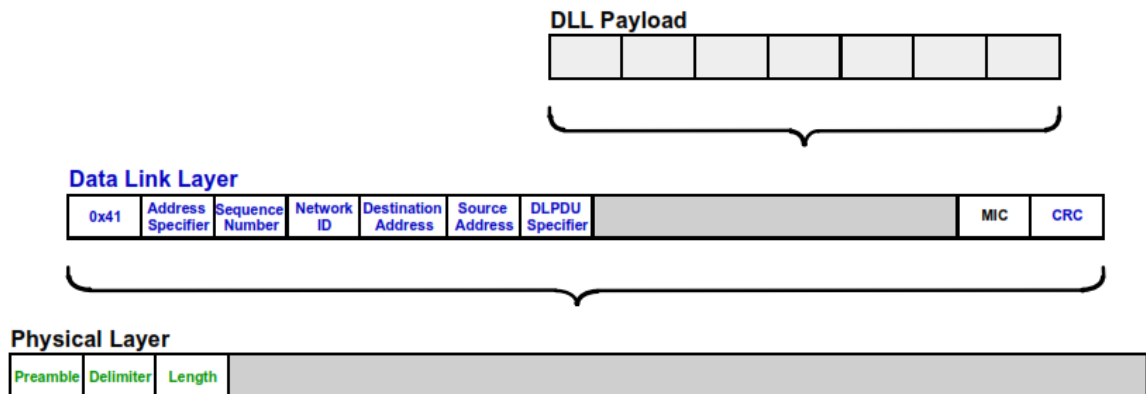 DLL Payload
Data Link Layer
0x41
Address
Specifier
Sequence
Number
Network
ID
Destination
Address
Source
Address
DLPDU
Specifier
MIC
CRC
Physical Layer
Preamble
Delimiter
Length